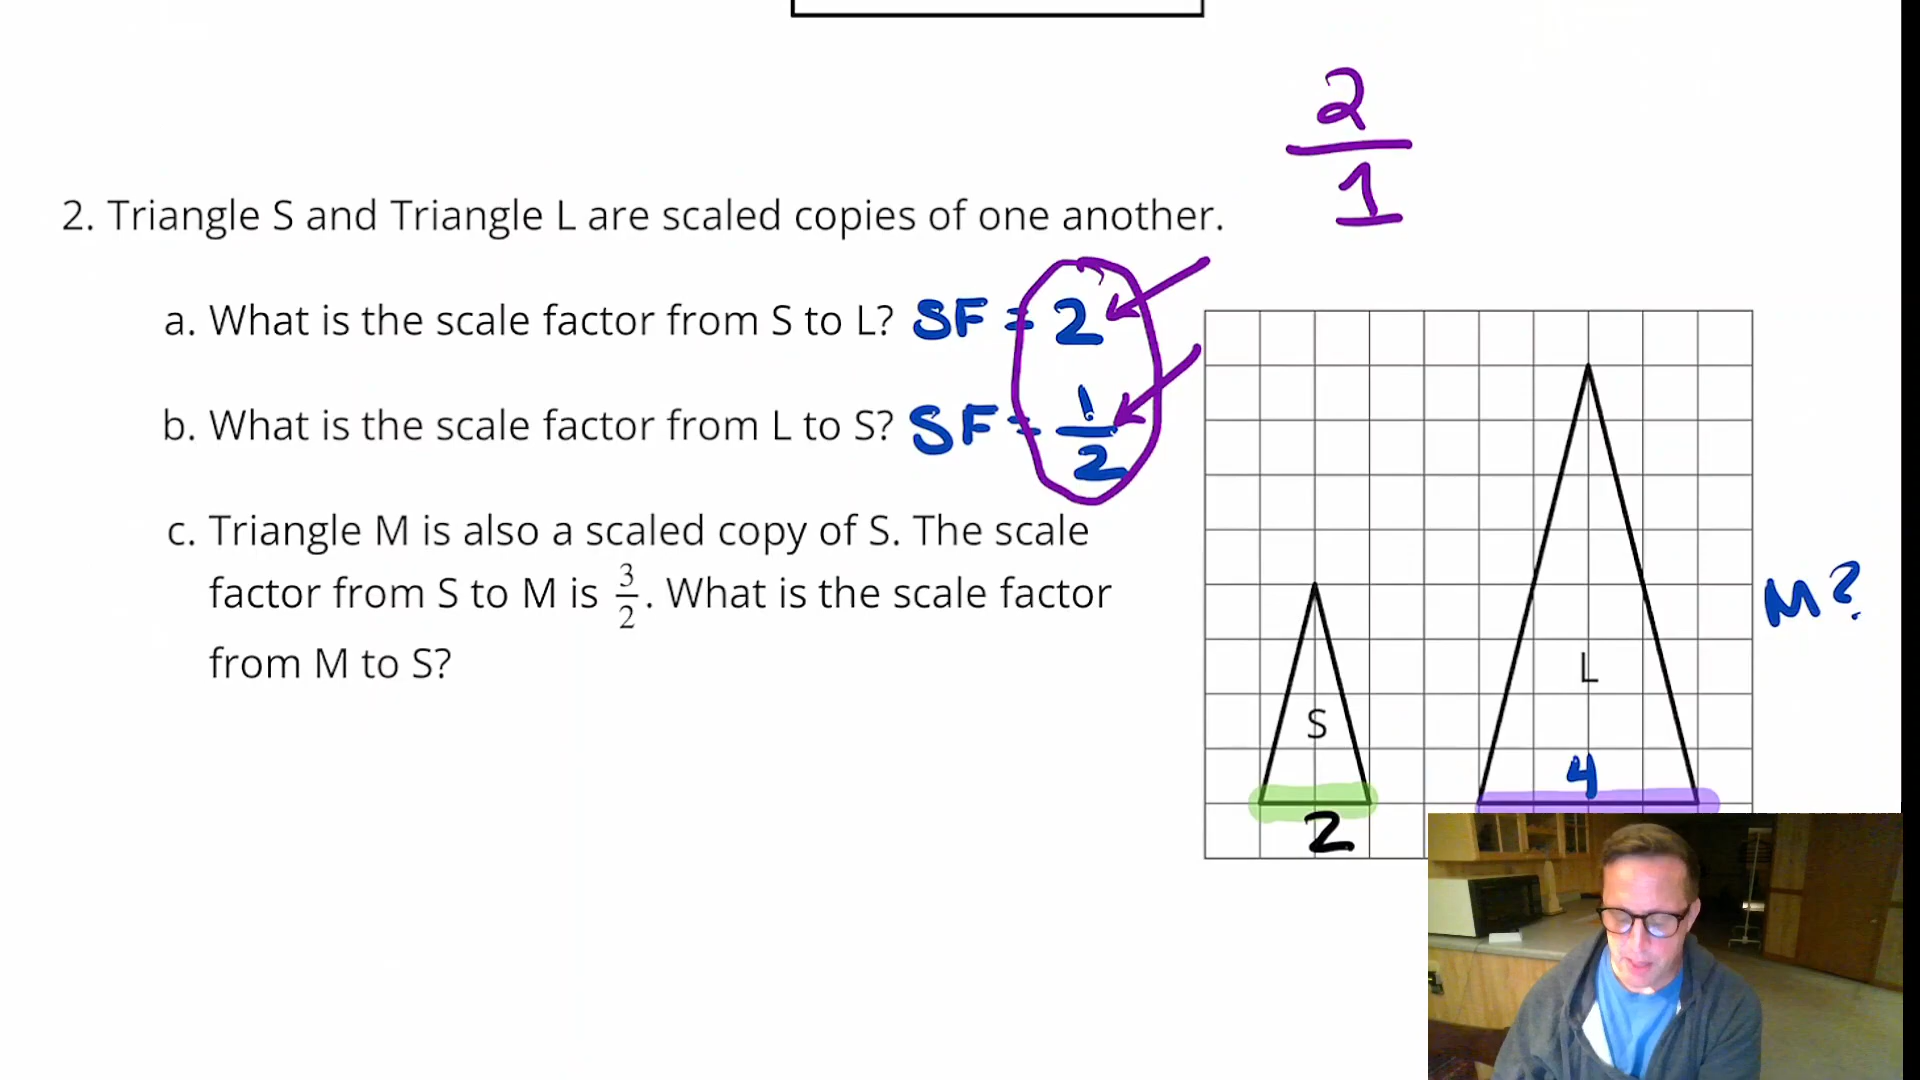 2
1
2. Triangle S and Triangle L are scaled copies of one another.
a. What is the scale factor from S to L? SF = 2
b. What is the scale factor from L to S? SF = 1/2
c. Triangle M is also a scaled copy of S. The scale
factor from S to M is 3/2. What is the scale factor
from M to S?
M?
L
S
4
2